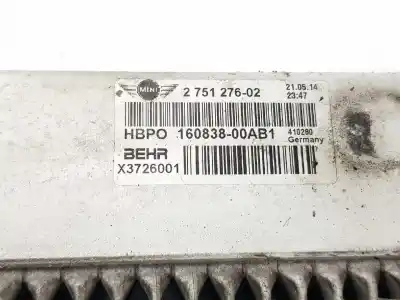 MINI 2 751 276-02 21.05.14
23:47
HBPO 160838-00AB1 410280
Germany
BEHR
X3726001